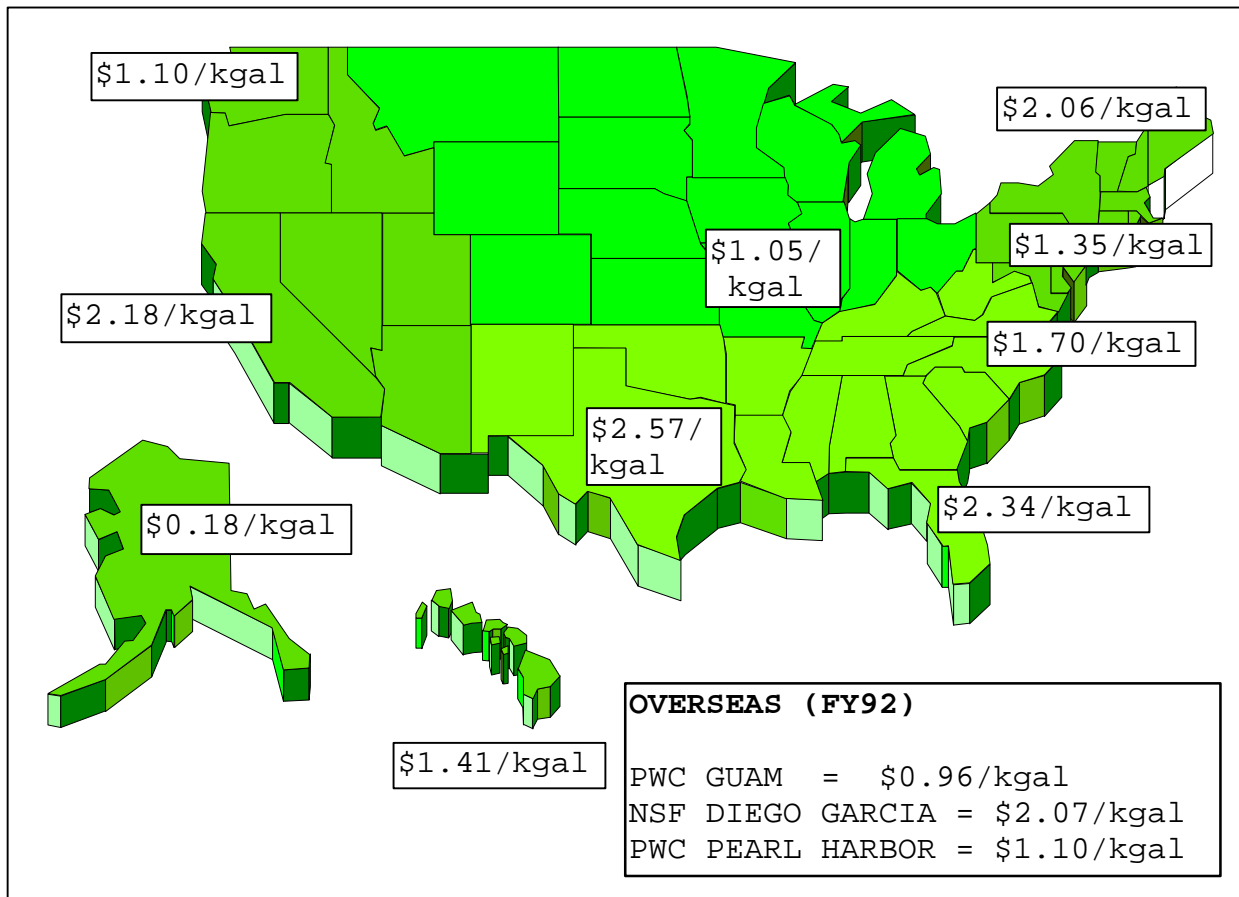 $1.10/kgal
$2.06/kgal
$1.35/kgal
$1.05/
kgal
$2.18/kgal
$1.70/kgal
$2.57/
kgal
$2.34/kgal
$0.18/kgal
$1.41/kgal
OVERSEAS (FY92)
PWC GUAM = $0.96/kgal
NSF DIEGO GARCIA = $2.07/kgal
PWC PEARL HARBOR = $1.10/kgal